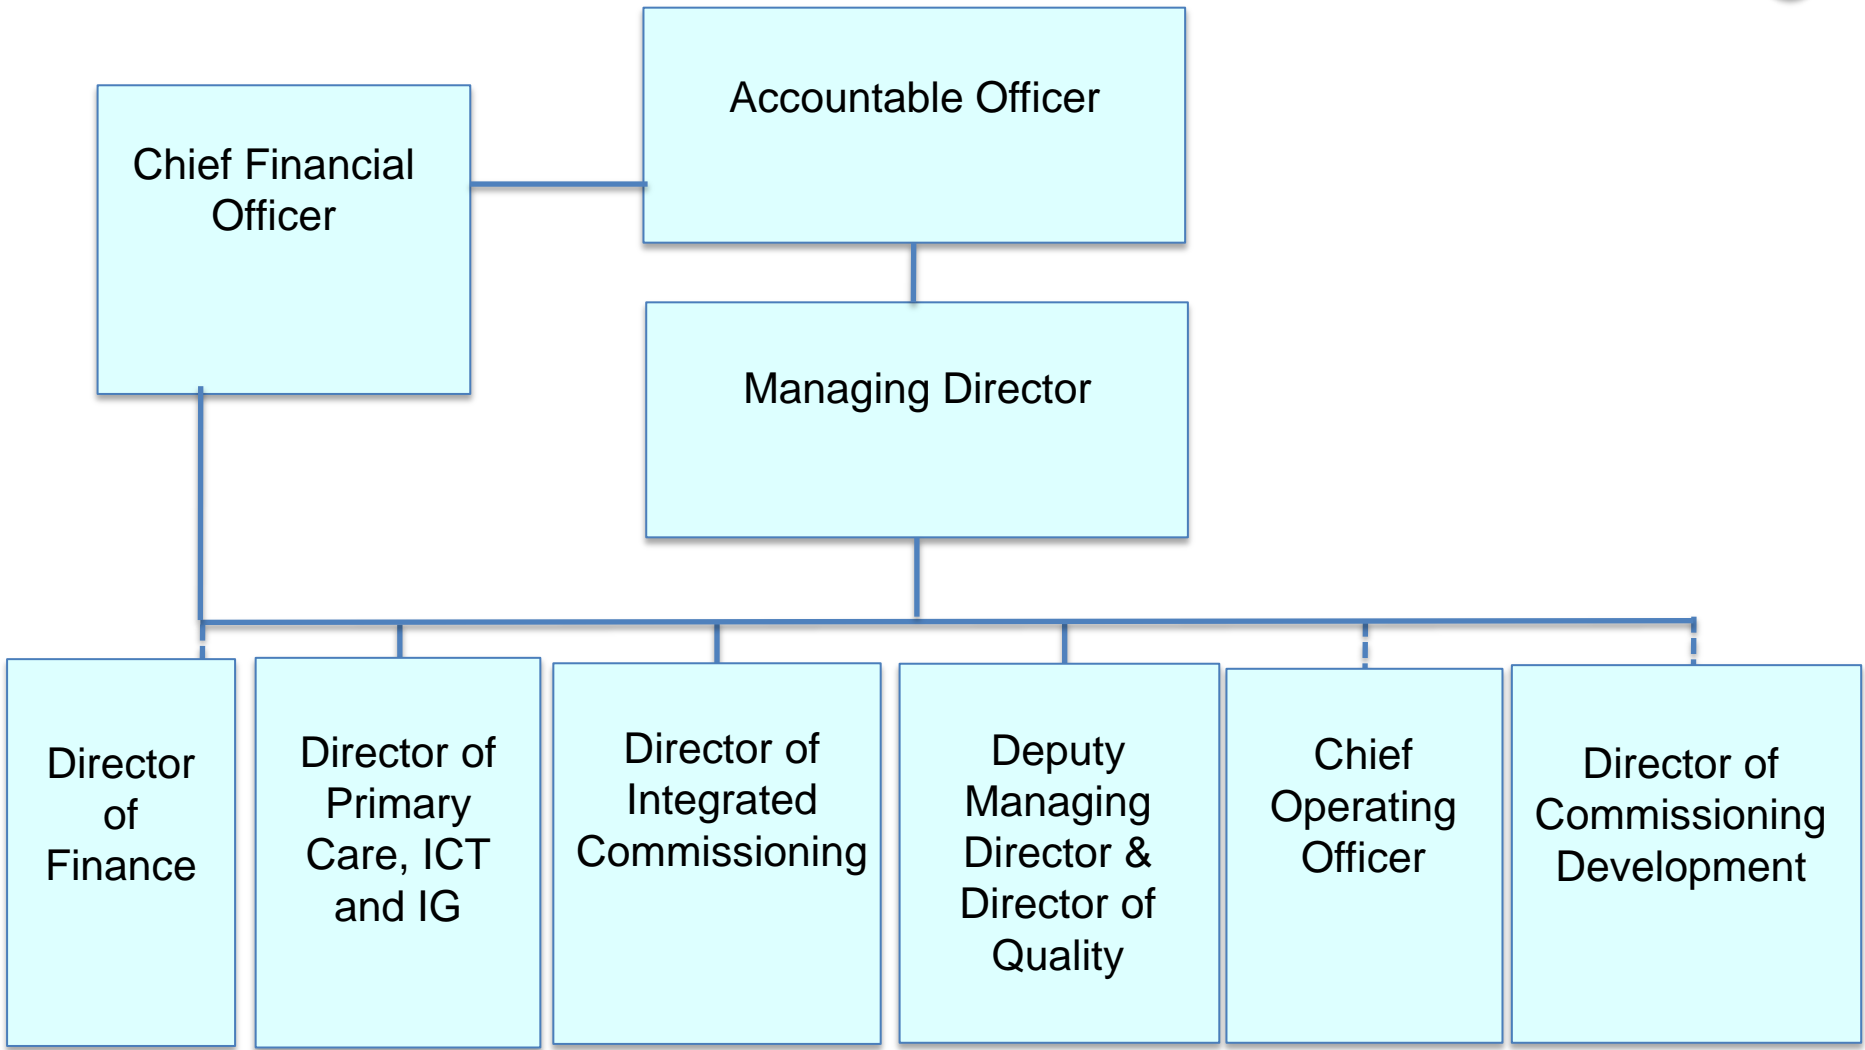 Accountable Officer
Chief Financial
Officer
Managing Director
Director
of
Finance
Director of
Primary
Care, ICT
and IG
Director of
Integrated
Commissioning
Deputy
Managing
Director &
Director of
Quality
Chief
Operating
Officer
Director of
Commissioning
Development